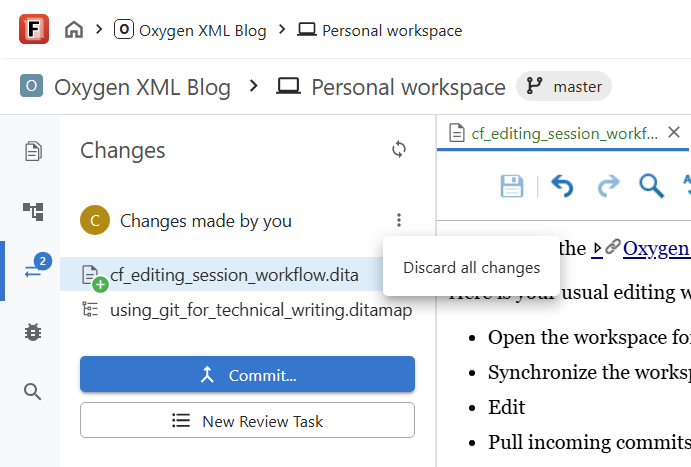 F
O Oxygen XML Blog Personal workspace
O Oxygen XML Blog Personal workspace master
Changes
cf_editing_session_workf...
C Changes made by you
2
the Oxygen
Discard all changes
cf_editing_session_workflow.dita
Here is your usual editing w
using_git_for_technical_writing.ditamap
Open the workspace fo
Commit...
Synchronize the worksp
Edit
New Review Task
Pull incoming commits